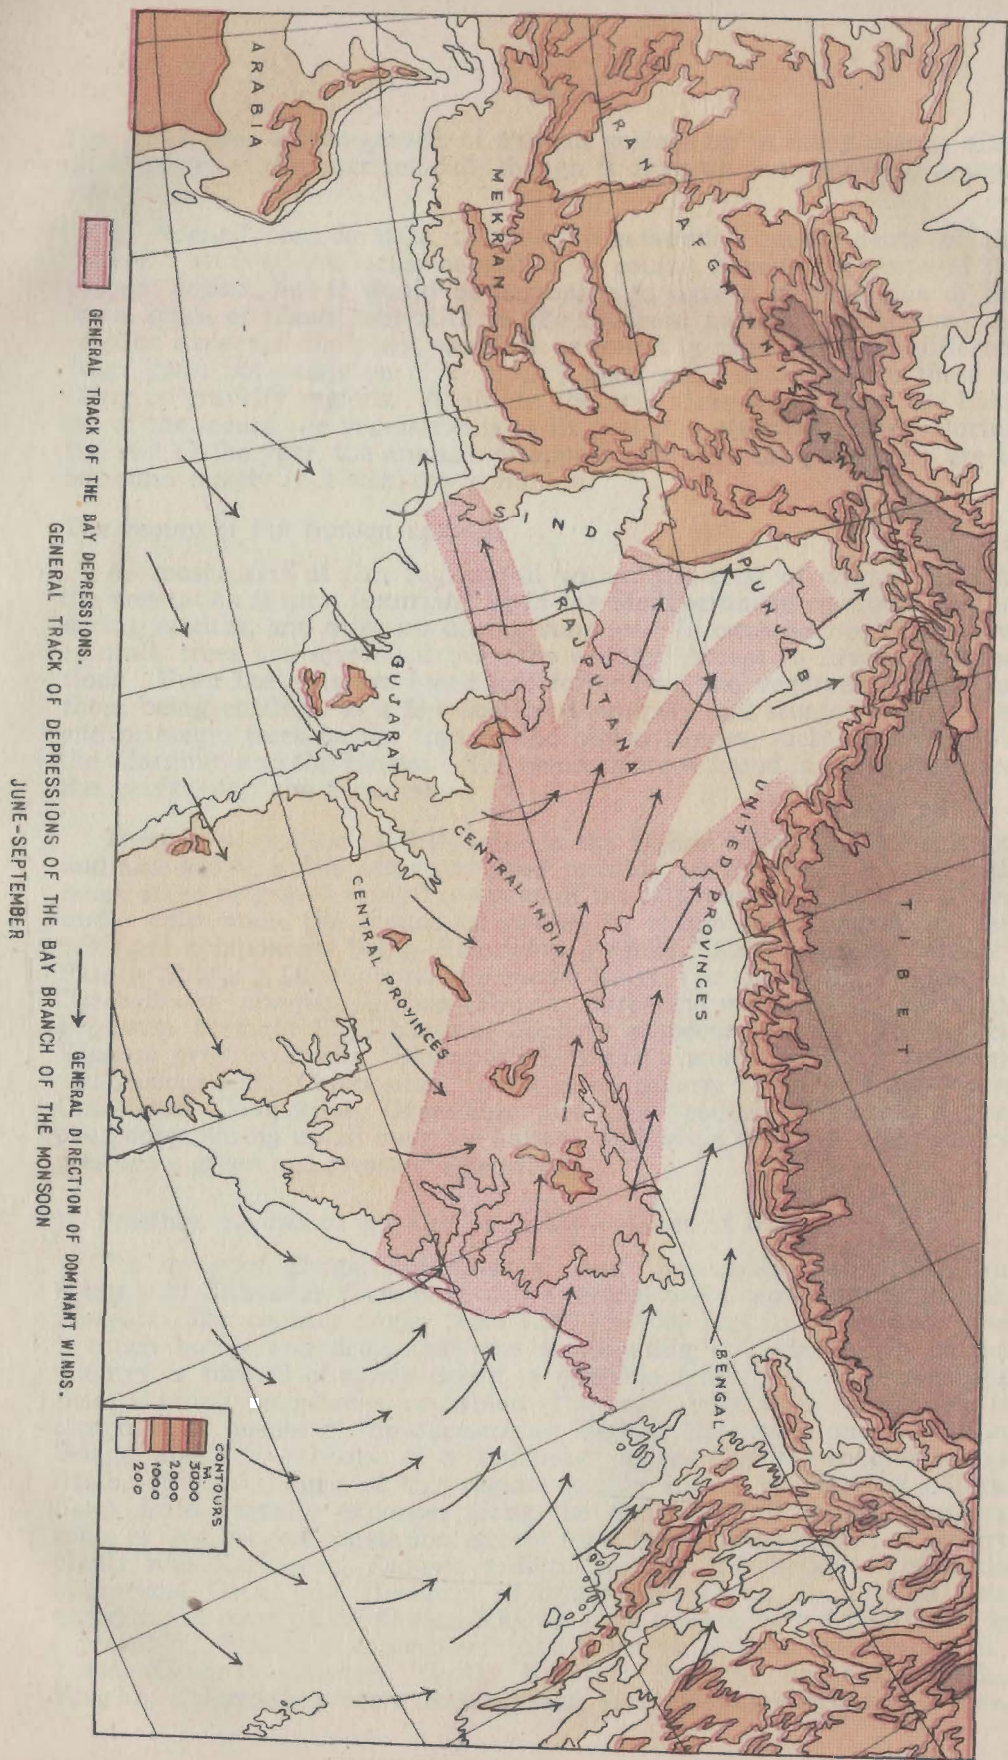 ARABIA
IRAN
MEKRAN
AFGHANISTAN
SIND
PUNJAB
RAJPUTANA
GUJARAT
CENTRAL INDIA
UNITED PROVINCES
CENTRAL PROVINCES
TIBET
BENGAL
CONTOURS
M.
3000
2000
1000
200
GENERAL TRACK OF THE BAY DEPRESSIONS.
GENERAL DIRECTION OF DOMINANT WINDS.
GENERAL TRACK OF DEPRESSIONS OF THE BAY BRANCH OF THE MONSOON
JUNE-SEPTEMBER